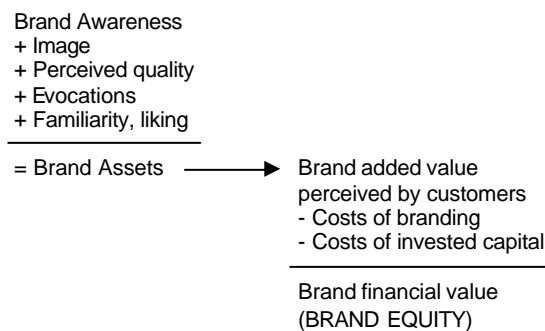 Brand Awareness
+ Image
+ Perceived quality
+ Evocations
+ Familiarity, liking
= Brand Assets
Brand added value
perceived by customers
- Costs of branding
- Costs of invested capital
Brand financial value
(BRAND EQUITY)